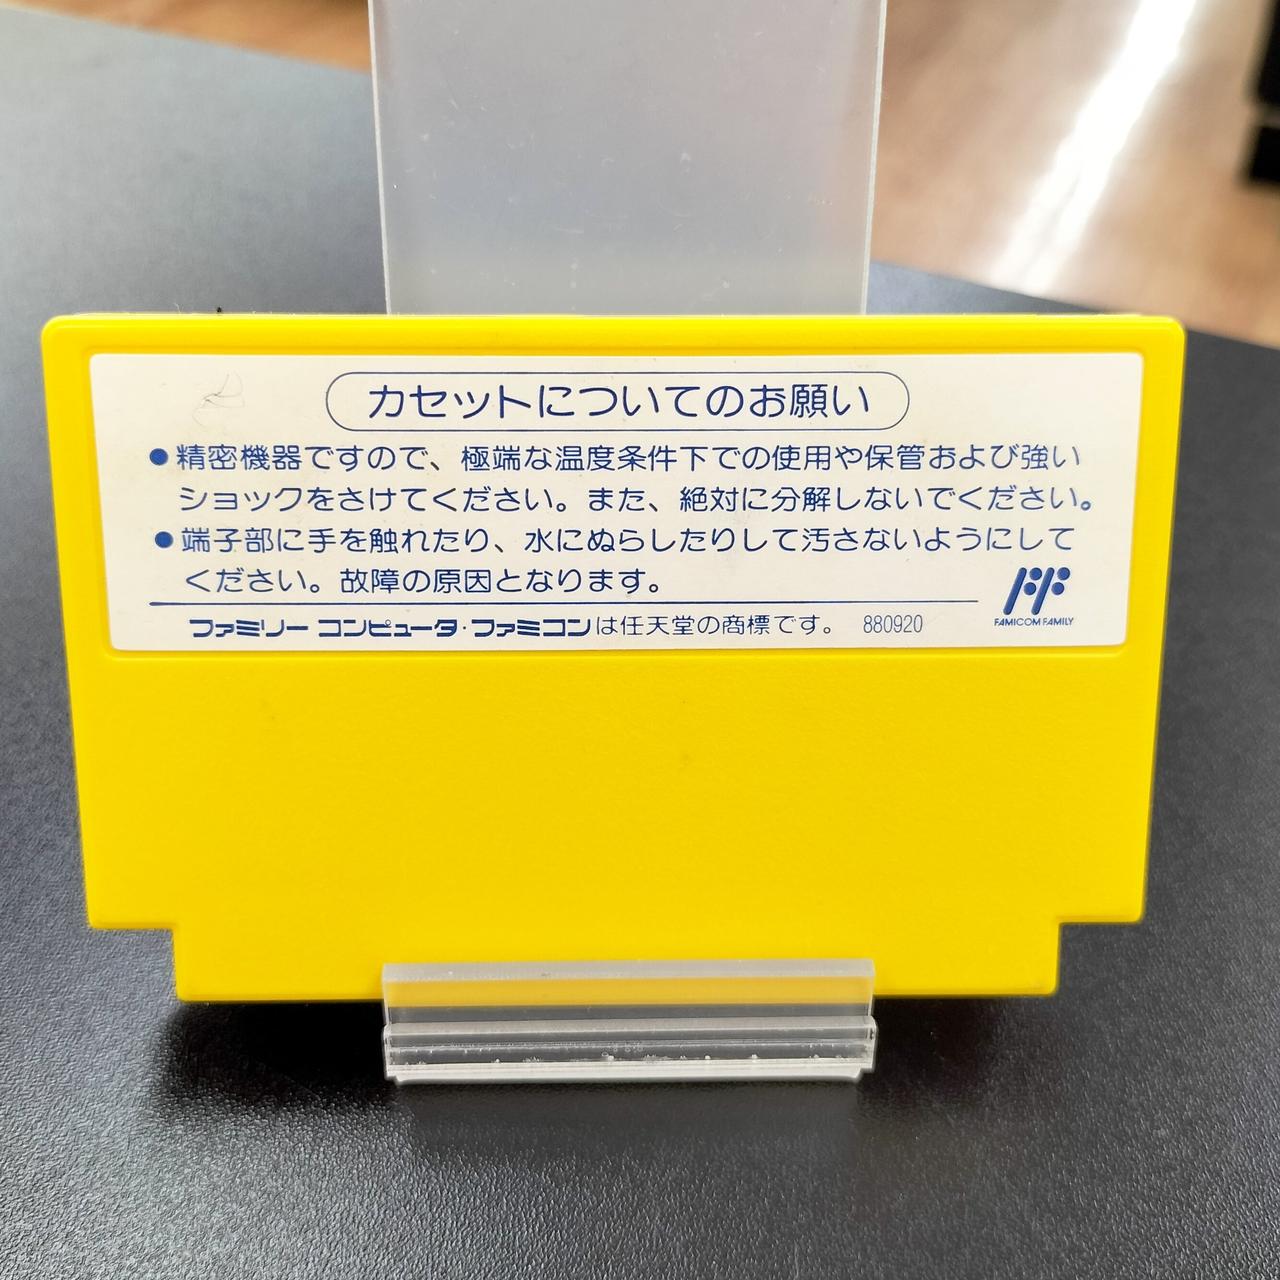 カセットについてのお願い
●精密機器ですので、極端な温度条件下での使用や保管および強い
ショックをさけてください。また、絶対に分解しないでください。
●端子部に手を触れたり、水にぬらしたりして汚さないようにして
ください。故障の原因となります。
ファミリー コンピュータ・ファミコンは任天堂の商標です。 880920
FAMICOM FAMILY